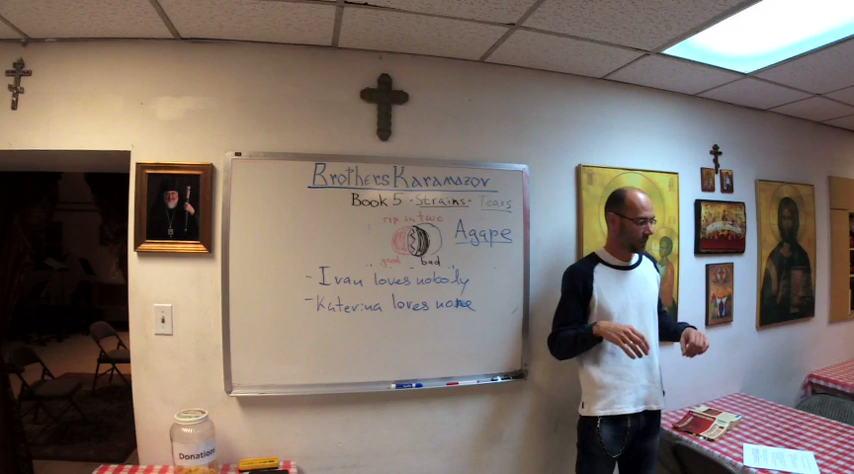 Brothers Karamazov
Book 5 - Strains - Tears
rip in two
Agape
good bad
- Ivan loves nobody
- Katerina loves none
Donations